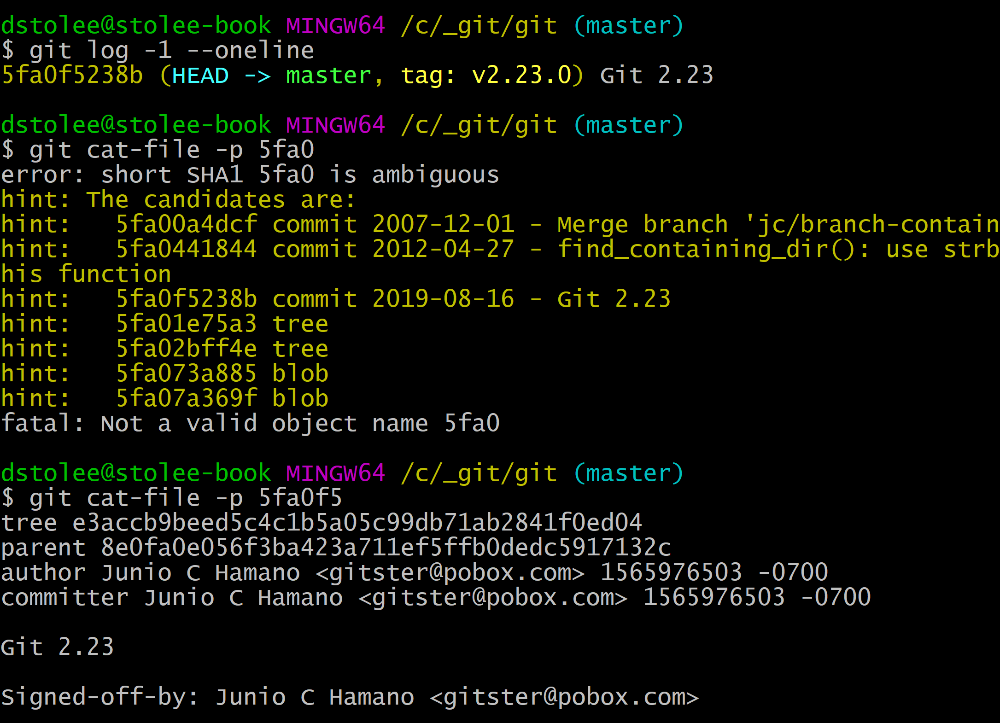 dstolee@stolee-book MINGW64 /c/_git/git (master)
$ git log -1 --oneline
5fa0f5238b (HEAD -> master, tag: v2.23.0) Git 2.23
dstolee@stolee-book MINGW64 /c/_git/git (master)
$ git cat-file -p 5fa0
error: short SHA1 5fa0 is ambiguous
hint: The candidates are:
hint:   5fa00a4dcf commit 2007-12-01 - Merge branch 'jc/branch-contain
hint:   5fa0441844 commit 2012-04-27 - find_containing_dir(): use strb
his function
hint:   5fa0f5238b commit 2019-08-16 - Git 2.23
hint:   5fa01e75a3 tree
hint:   5fa02bff4e tree
hint:   5fa073a885 blob
hint:   5fa07a369f blob
fatal: Not a valid object name 5fa0
dstolee@stolee-book MINGW64 /c/_git/git (master)
$ git cat-file -p 5fa0f5
tree e3accb9beed5c4c1b5a05c99db71ab2841f0ed04
parent 8e0fa0e056f3ba423a711ef5ffb0dedc5917132c
author Junio C Hamano <gitster@pobox.com> 1565976503 -0700
committer Junio C Hamano <gitster@pobox.com> 1565976503 -0700
Git 2.23
Signed-off-by: Junio C Hamano <gitster@pobox.com>